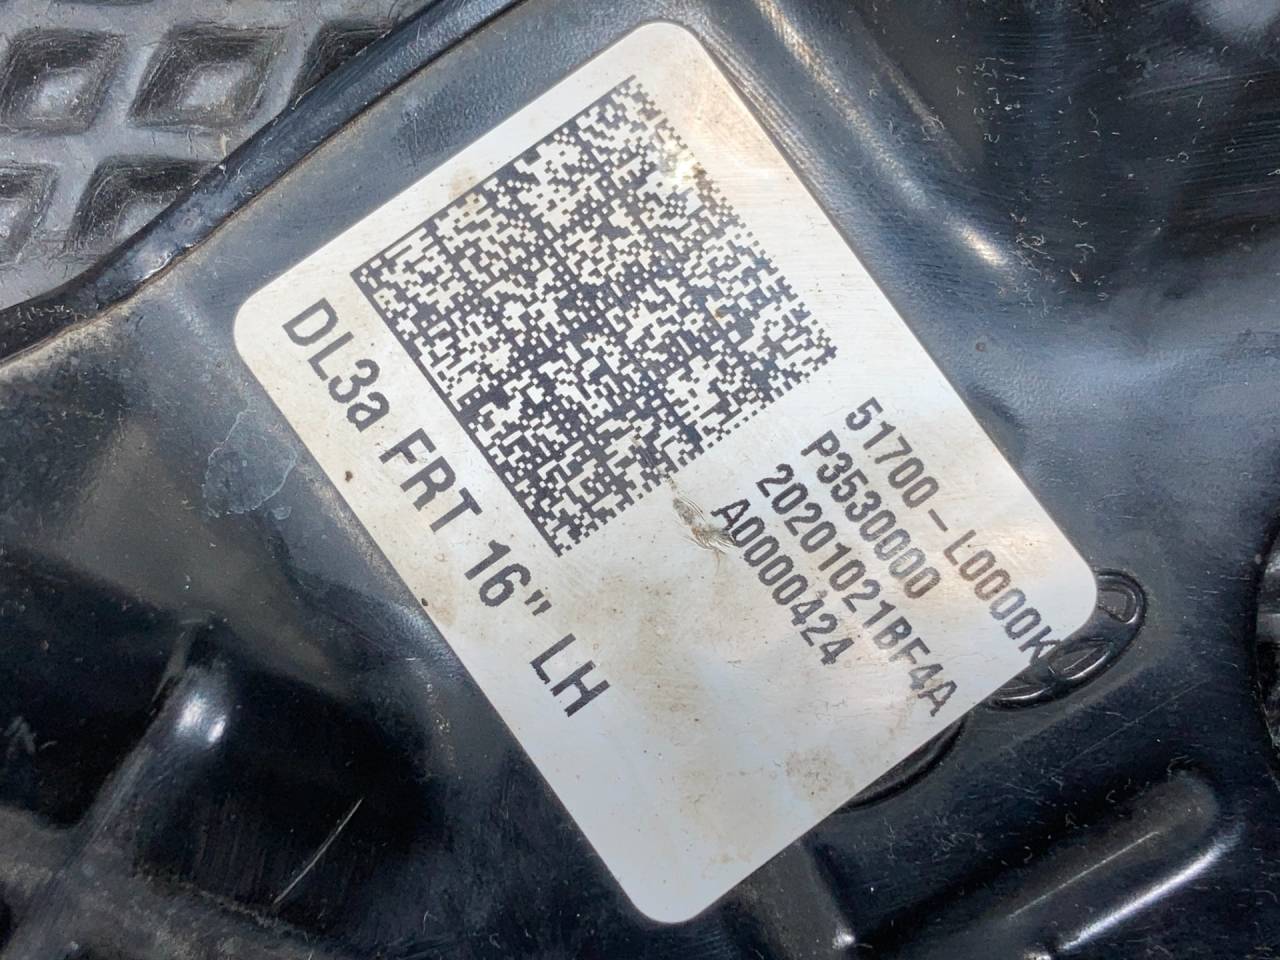 51700-L0000K
P3530000
20201021BF4A
A0000424
DL3a FRT 16" LH